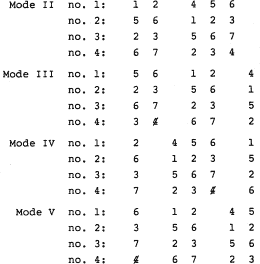 Mode II no. 1: 1 2 4 5 6
no. 2: 5 6 1 2 3
no. 3: 2 3 5 6 7
no. 4: 6 7 2 3 4
Mode III no. 1: 5 6 1 2 4
no. 2: 2 3 5 6 1
no. 3: 6 7 2 3 5
no. 4: 3 6 7 2
Mode IV no. 1: 2 4 5 6 1
no. 2: 6 1 2 3 5
no. 3: 3 5 6 7 2
no. 4: 7 2 3 6
Mode V no. 1: 6 1 2 4 5
no. 2: 3 5 6 1 2
no. 3: 7 2 3 5 6
no. 4: 6 7 2 3